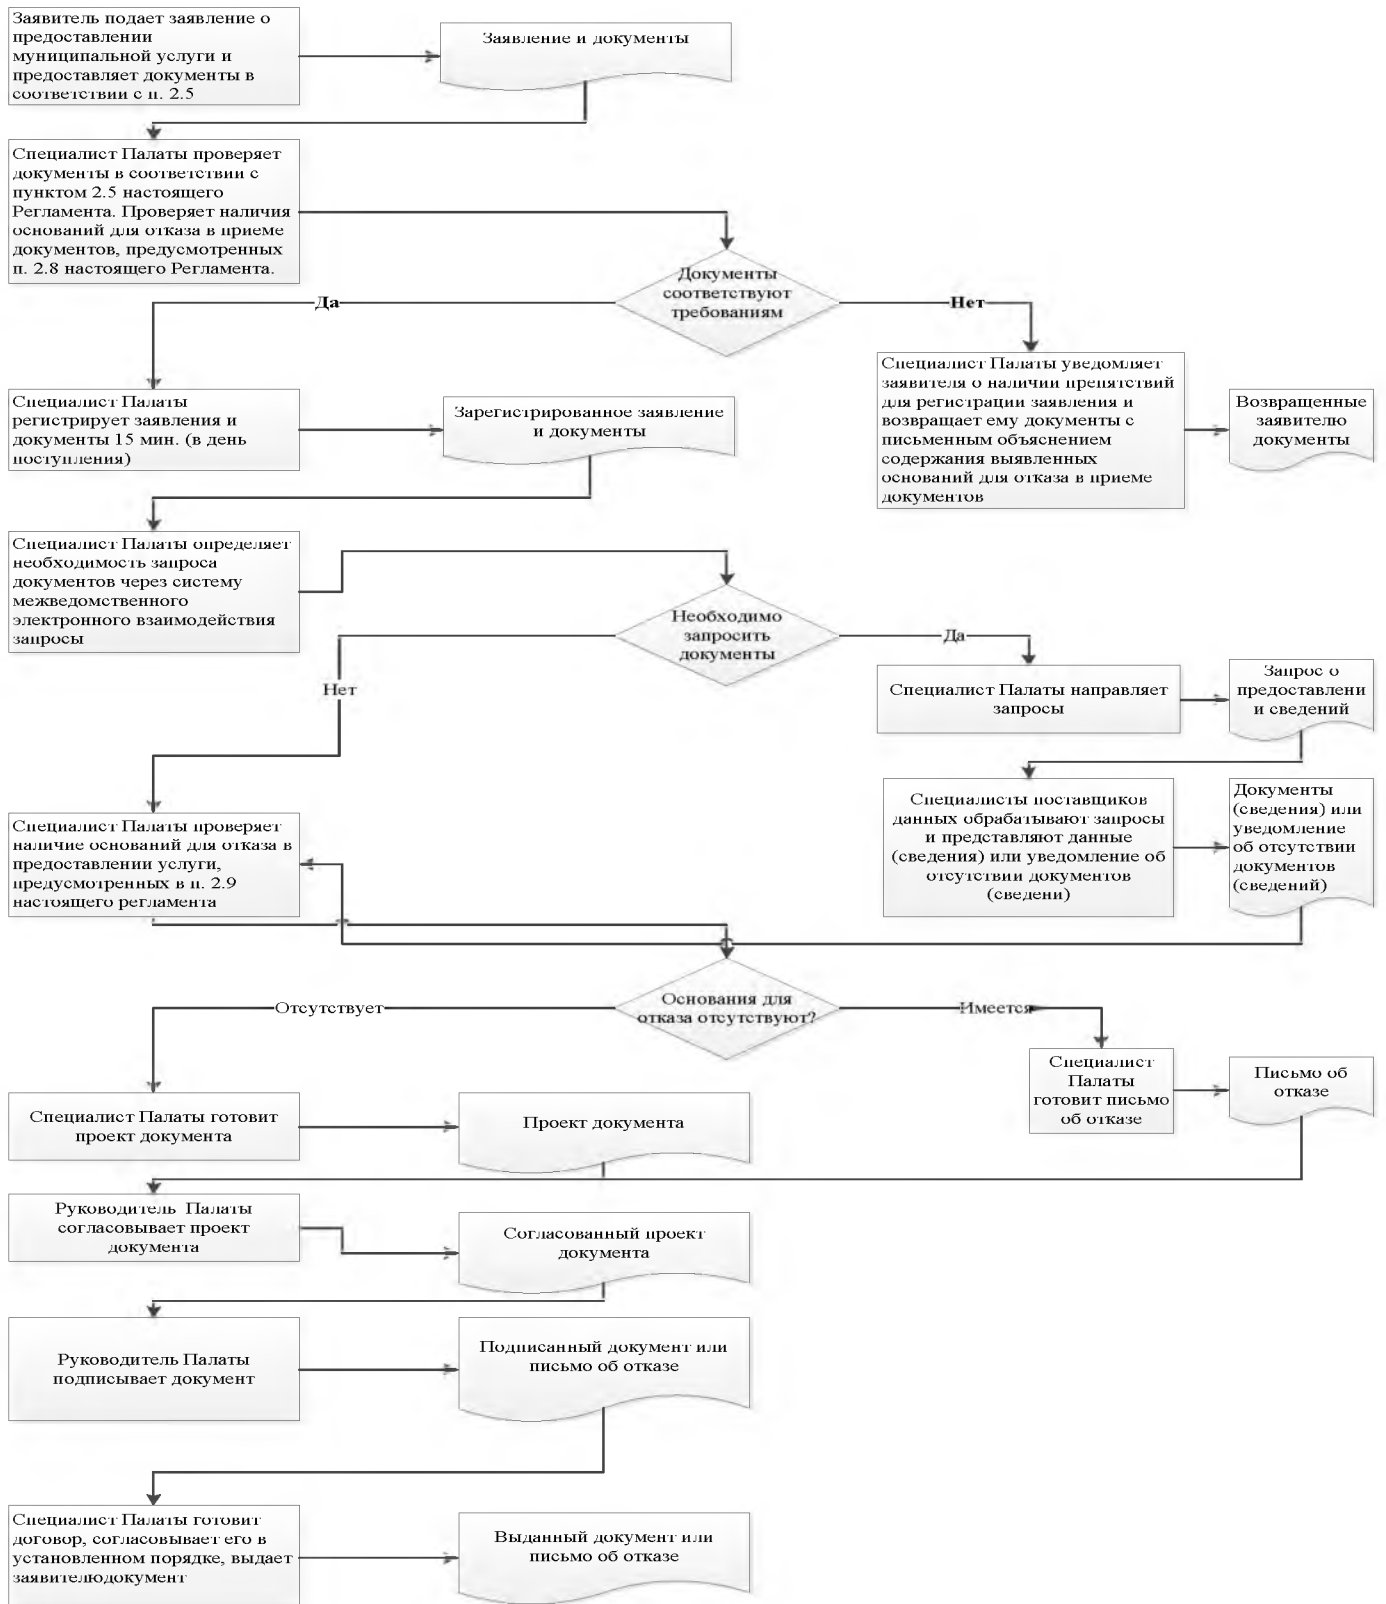 Заявитель подает заявление о
предоставлении
муниципальной услуги и
предоставляет документы в
соответствии с п. 2.5
Заявление и документы
Специалист Палаты проверяет
документы в соответствии с
пунктом 2.5 настоящего
Регламента. Проверяет наличия
оснований для отказа в приеме
документов, предусмотренных
п. 2.8 настоящего Регламента.
Документы
соответствуют
требованиям
Да
Нет
Специалист Палаты
регистрирует заявления и
документы 15 мин. (в день
поступления)
Зарегистрированное заявление
и документы
Специалист Палаты уведомляет
заявителя о наличии препятствий
для регистрации заявления и
возвращает ему документы с
письменным объяснением
содержания выявленных
оснований для отказа в приеме
документов
Возвращенные
заявителю
документы
Специалист Палаты определяет
необходимость запроса
документов через систему
межведомственного
электронного взаимодействия
запросы
Необходимо
запросить
документы
Да
Нет
Специалист Палаты направляет
запросы
Запрос о
предоставлени
и сведений
Специалисты поставщиков
данных обрабатывают запросы
и представляют данные
(сведения) или уведомление об
отсутствии документов
(сведени)
Документы
(сведения) или
уведомление
об отсутствии
документов
(сведений)
Специалист Палаты проверяет
наличие оснований для отказа в
предоставлении услуги,
предусмотренных в п. 2.9
настоящего регламента
Основания для
отказа отсутствуют?
Отсутствует
Имеется
Специалист
Палаты
готовит письмо
об отказе
Письмо об
отказе
Специалист Палаты готовит
проект документа
Проект документа
Руководитель Палаты
согласовывает проект
документа
Согласованный проект
документа
Руководитель Палаты
подписывает документ
Подписанный документ или
письмо об отказе
Специалист Палаты готовит
договор, согласовывает его в
установленном порядке, выдает
заявителюдокумент
Выданный документ или
письмо об отказе